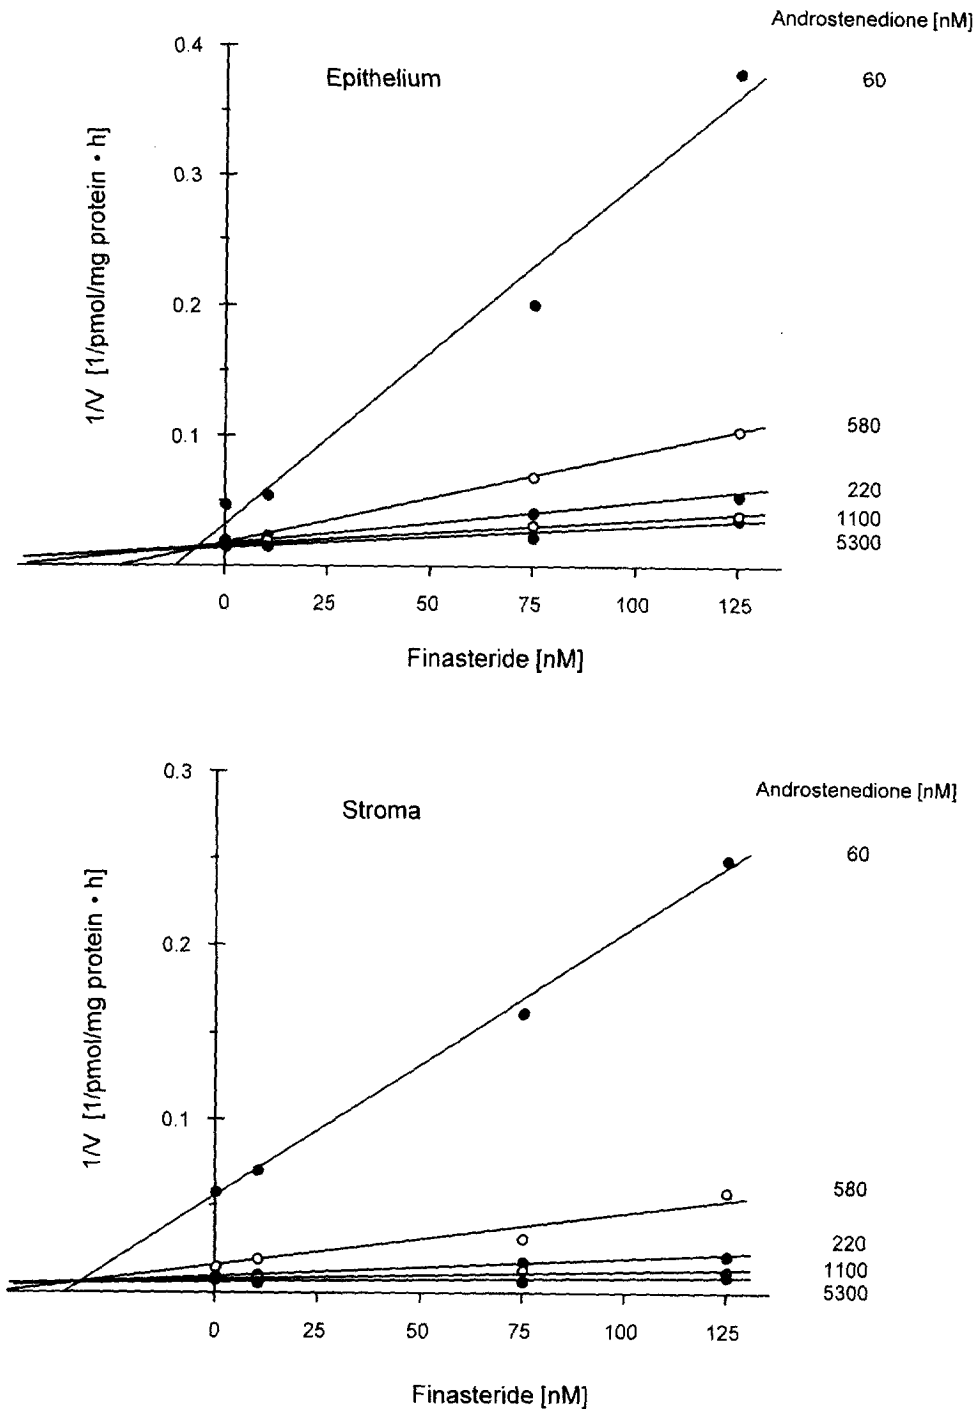 Androstenedione [nM]
0.4
Epithelium
60
0.3
1/V [1/pmol/mg protein • h]
0.2
0.1
580
220
1100
5300
0 25 50 75 100 125
Finasteride [nM]
0.3
Androstenedione [nM]
Stroma
60
1/V [1/pmol/mg protein • h]
0.2
0.1
580
220
1100
5300
0 25 50 75 100 125
Finasteride [nM]